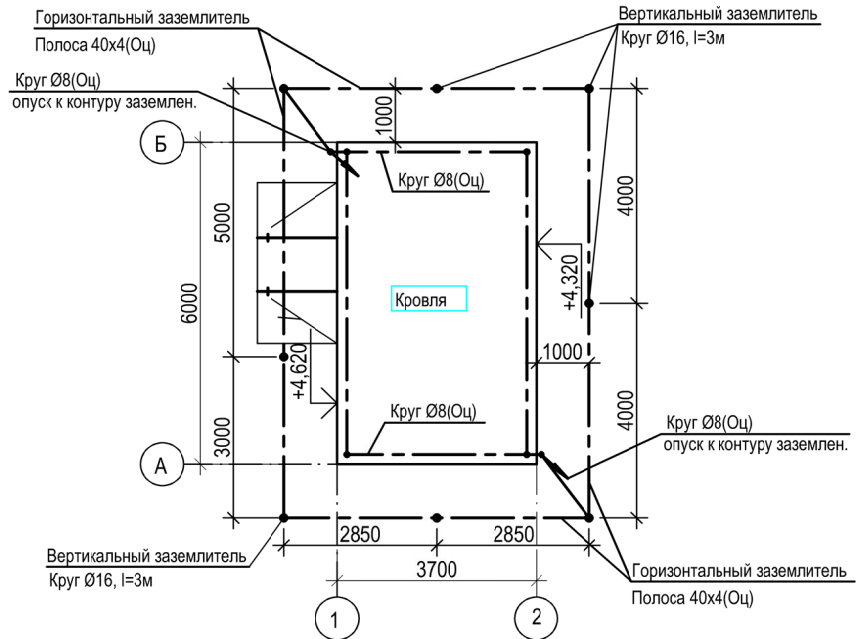 Горизонтальный заземлитель
Полоса 40х4(Оц)
Вертикальный заземлитель
Круг Ø16, l=3м
Круг Ø8(Оц)
опуск к контуру заземлен.
1000
Б
Круг Ø8(Оц)
5000
4000
6000
Кровля
+4,320
1000
+4,620
3000
Круг Ø8(Оц)
4000
Круг Ø8(Оц)
опуск к контуру заземлен.
А
2850
2850
Вертикальный заземлитель
Круг Ø16, l=3м
3700
Горизонтальный заземлитель
Полоса 40х4(Оц)
1
2